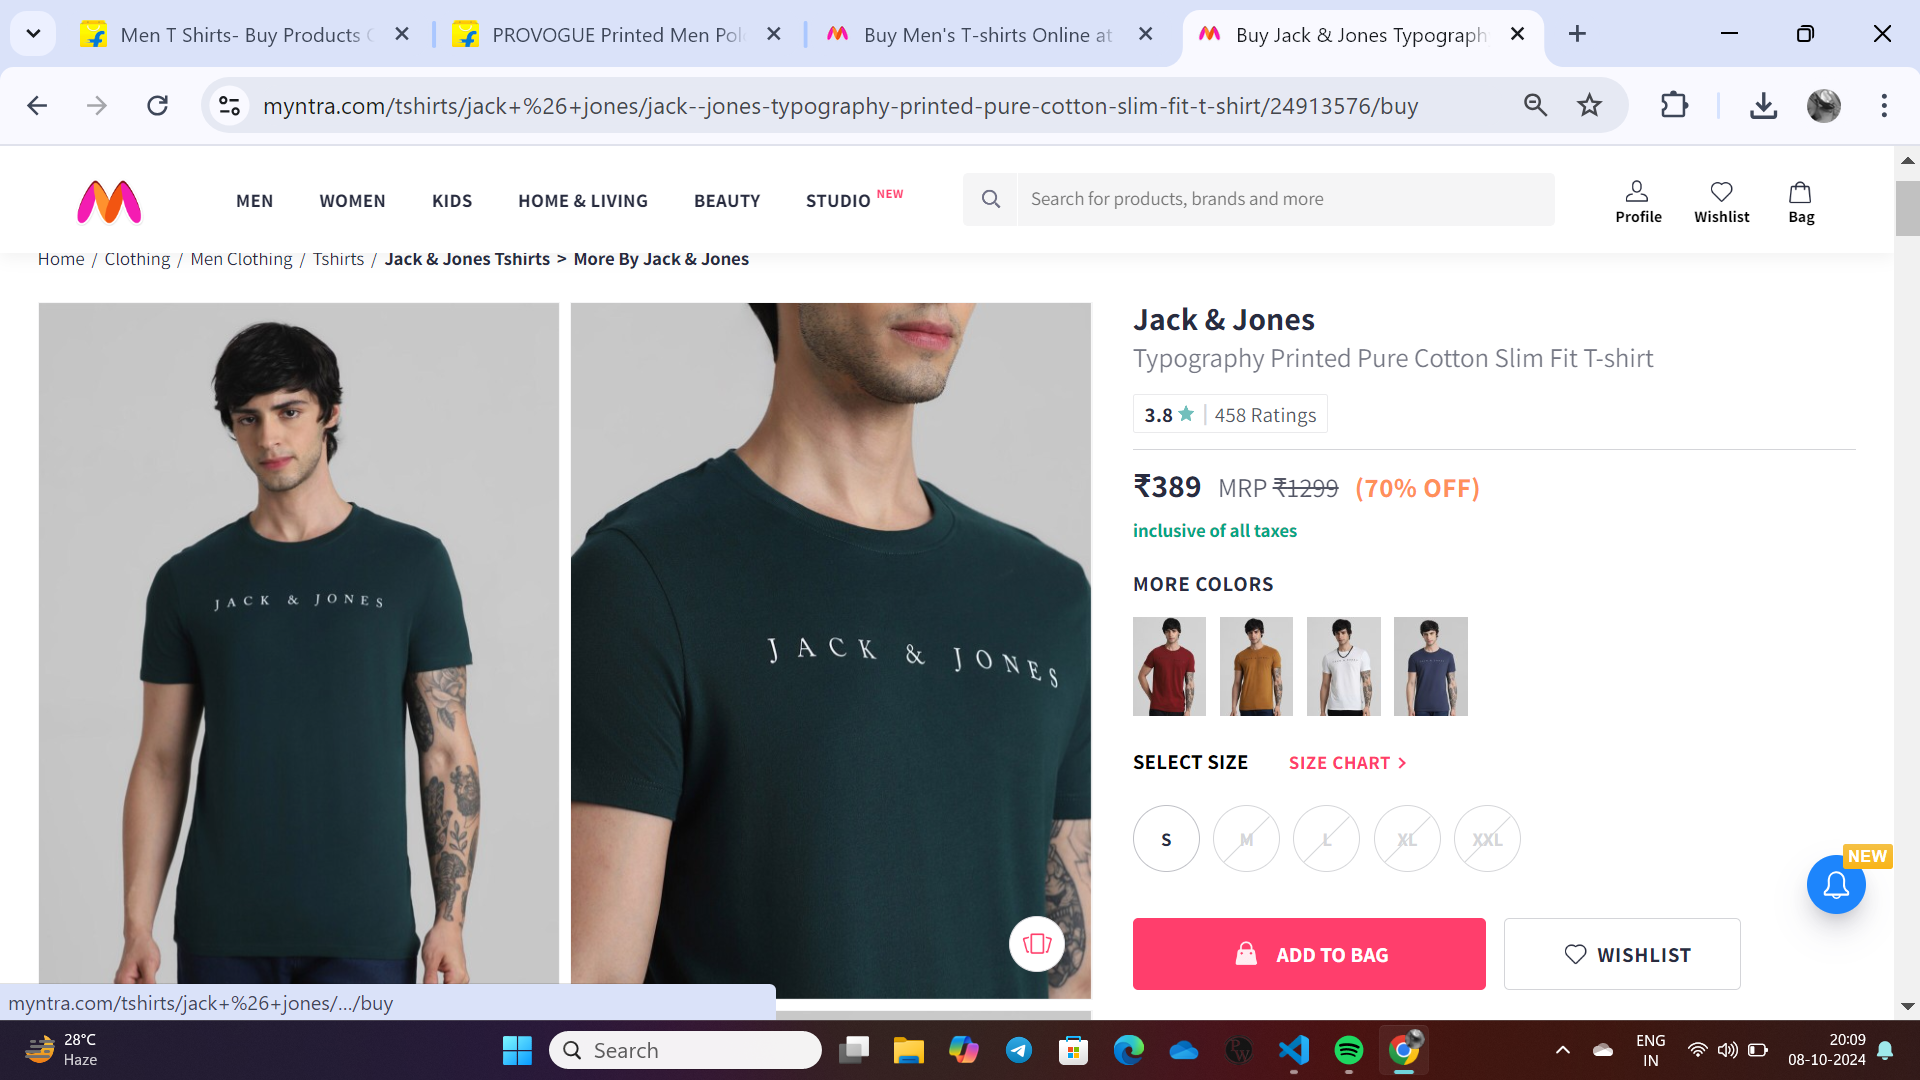 Men T Shirts- Buy Products
PROVOGUE Printed Men Pol
Buy Men's T-shirts Online at
Buy Jack & Jones Typograph
myntra.com/tshirts/jack+%26+jones/jack--jones-typography-printed-pure-cotton-slim-fit-t-shirt/24913576/buy
MEN
WOMEN
KIDS
HOME & LIVING
BEAUTY
STUDIO NEW
Search for products, brands and more
Profile
Wishlist
Bag
Home / Clothing / Men Clothing / Tshirts / Jack & Jones Tshirts > More By Jack & Jones
JACK & JONES
JACK & JONES
Jack & Jones
Typography Printed Pure Cotton Slim Fit T-shirt
3.8 ★ | 458 Ratings
₹389 MRP ₹1299 (70% OFF)
inclusive of all taxes
MORE COLORS
SELECT SIZE SIZE CHART >
S M L XL XXL
NEW
ADD TO BAG
WISHLIST
myntra.com/tshirts/jack+%26+jones/.../buy
28°C
Haze
Search
ENG
IN
20:09
08-10-2024